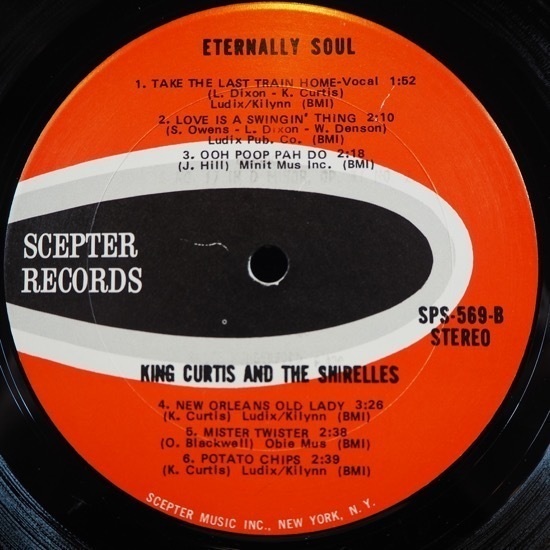 ETERNALLY SOUL
1. TAKE THE LAST TRAIN HOME-Vocal 1:52
(L. Dixon - K. Curtis)
Ludix/Kilynn (BMI)
2. LOVE IS A SWINGIN' THING 2:10
(S. Owens - L. Dixon - W. Denson)
Ludix Pub. Co. (BMI)
3. OOH POOP PAH DO 2:18
(J. Hill) Minit Mus Inc. (BMI)
SCEPTER
RECORDS
SPS-569-B
STEREO
KING CURTIS AND THE SHIRELLES
4. NEW ORLEANS OLD LADY 3:26
(K. Curtis) Ludix/Kilynn (BMI)
5. MISTER TWISTER 2:38
(O. Blackwell) Obie Mus (BMI)
6. POTATO CHIPS 2:39
(K. Curtis) Ludix/Kilynn (BMI)
SCEPTER MUSIC INC., NEW YORK, N. Y.